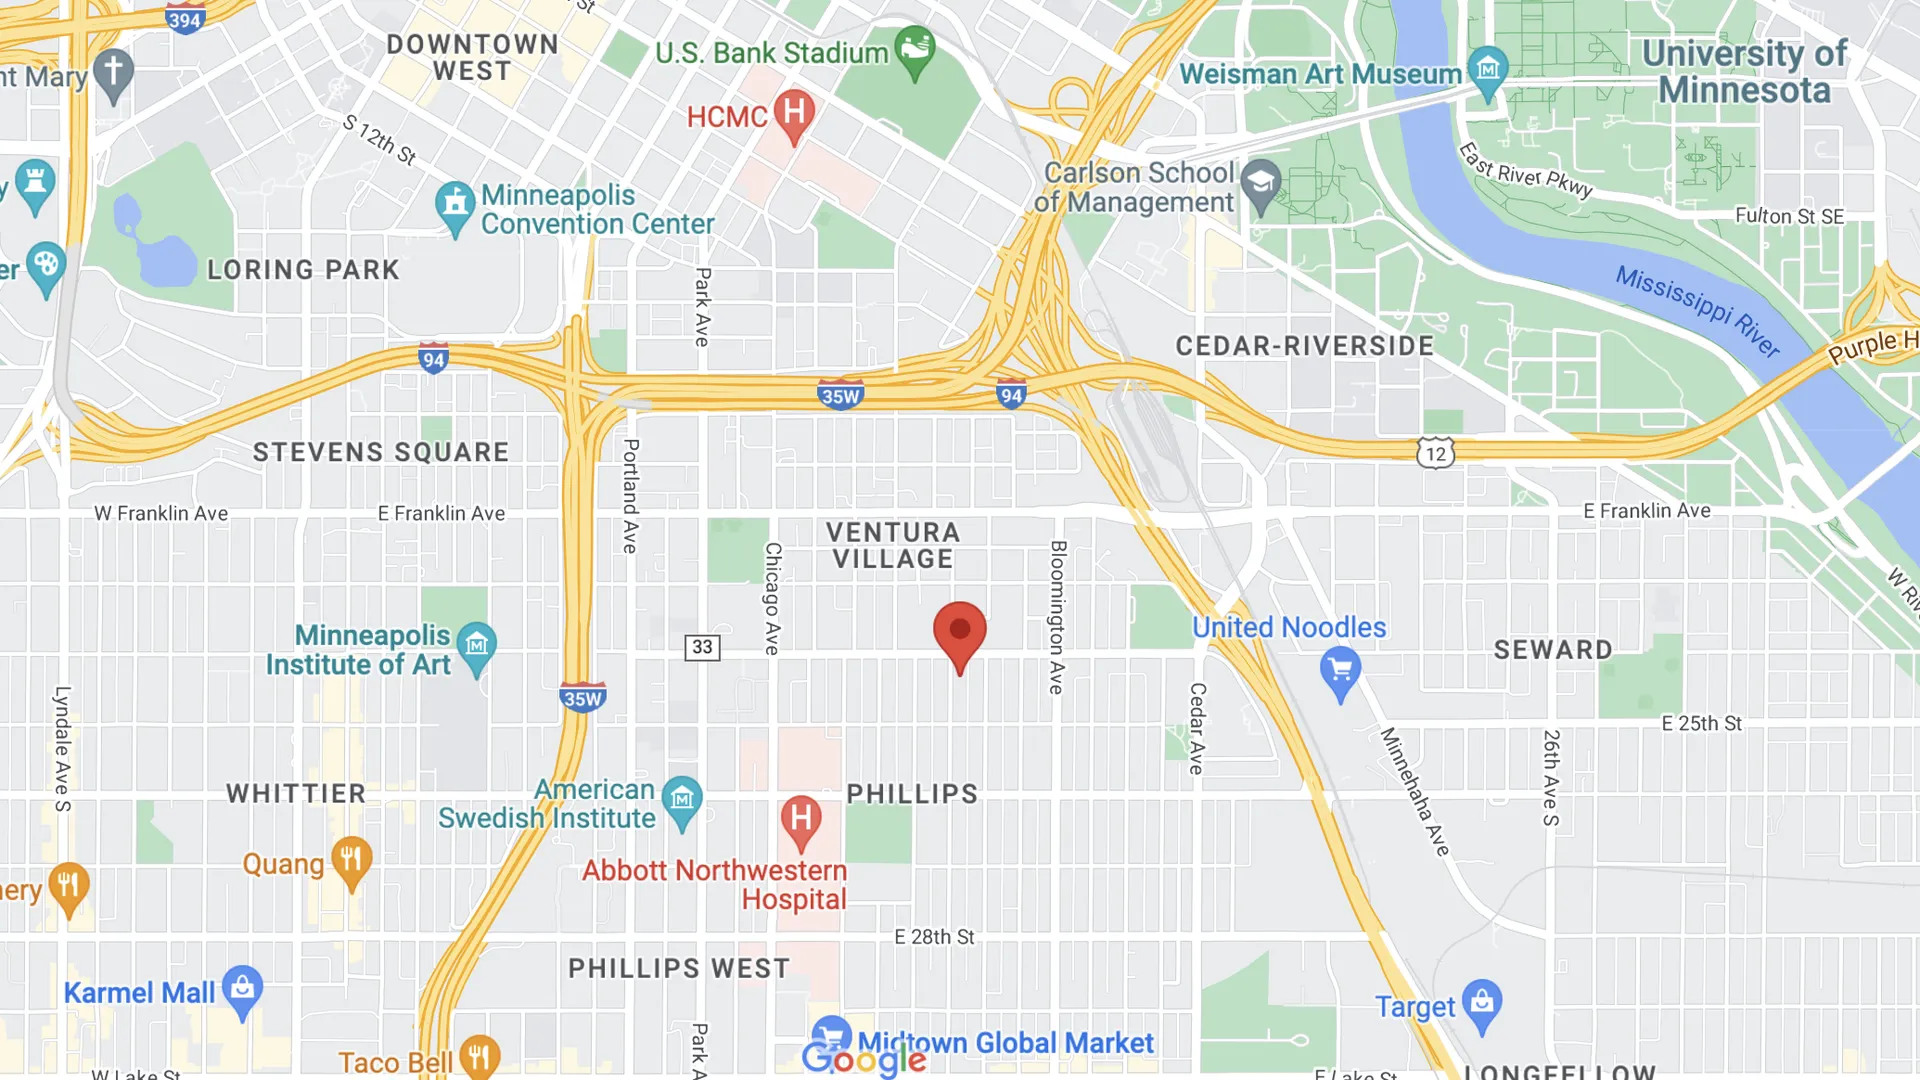 394
DOWNTOWN
WEST
U.S. Bank Stadium
HCMC
nt Mary
S 12th St
St
Weisman Art Museum
University of
Minnesota
Carlson School
of Management
East River Pkwy
Fulton St SE
Minneapolis
Convention Center
y
er
LORING PARK
Park Ave
Mississippi River
CEDAR-RIVERSIDE
Purple H
94
35W
94
12
STEVENS SQUARE
Portland Ave
W Franklin Ave
E Franklin Ave
E Franklin Ave
VENTURA
VILLAGE
Chicago Ave
Bloomington Ave
W Riv
Minneapolis
Institute of Art
33
United Noodles
SEWARD
35W
Lyndale Ave S
Cedar Ave
E 25th St
Minnehaha Ave
26th Ave S
WHITTIER
American
Swedish Institute
PHILLIPS
Quang
Abbott Northwestern
Hospital
nery
E 28th St
PHILLIPS WEST
Karmel Mall
Target
Park A
Midtown Global Market
Google
Taco Bell
W Lake St
E Lake St
LONGFELLOW